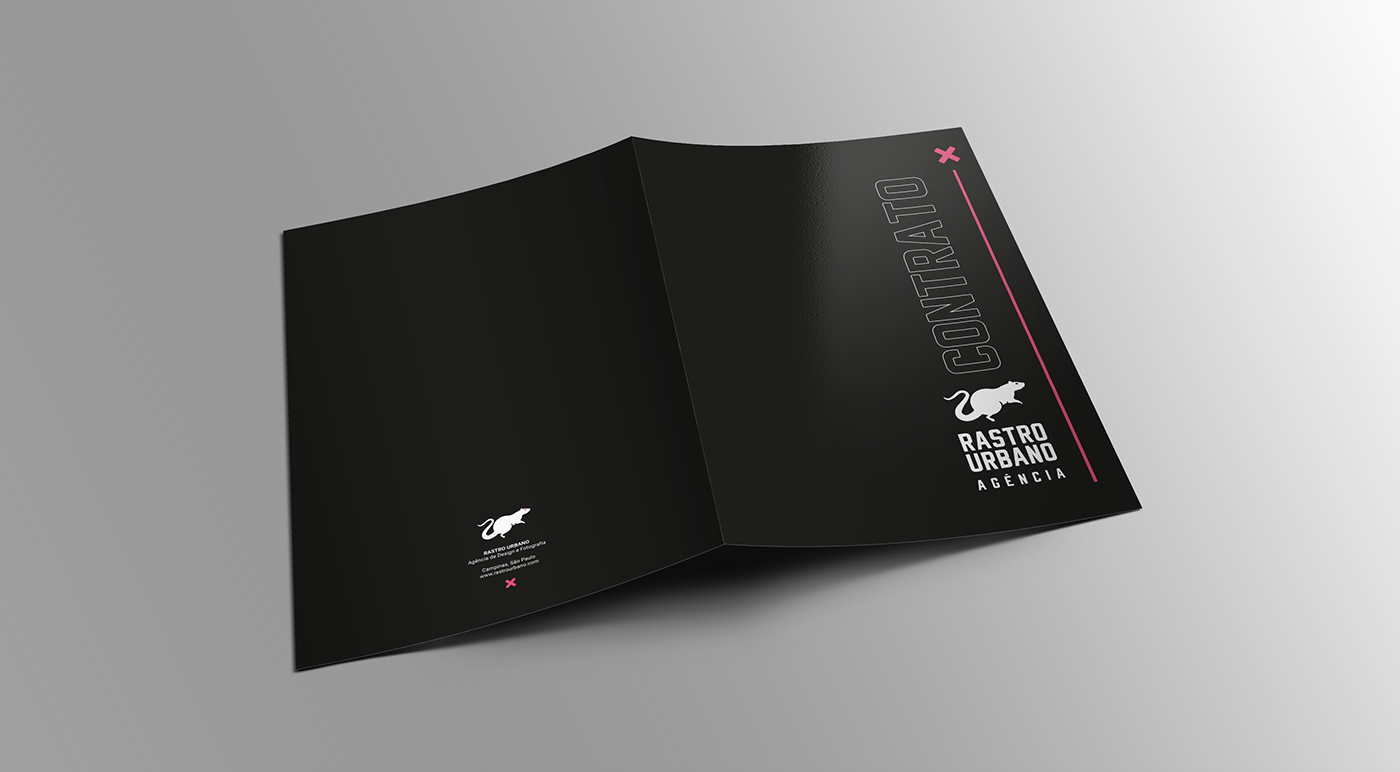 CONTRATO
RASTRO
URBANO
AGÊNCIA
RASTRO URBANO
Agência de Design e Fotografia
Campinas, São Paulo
www.rastrourbano.com